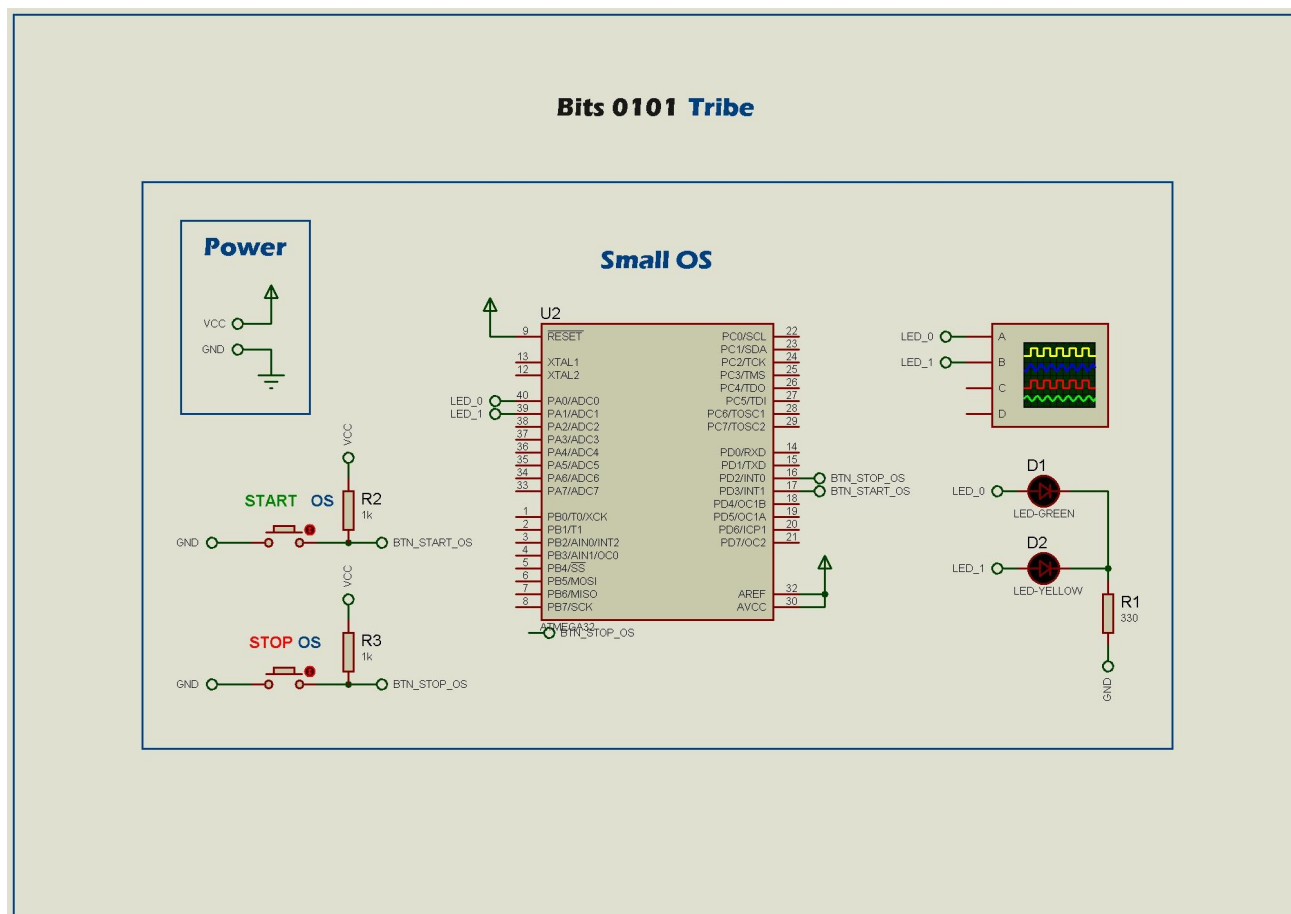 Bits 0101 Tribe
Power
VCC
GND
Small OS
U2
9 RESET
13 XTAL1
12 XTAL2
LED_0 40 PA0/ADC0
LED_1 39 PA1/ADC1
38 PA2/ADC2
37 PA3/ADC3
36 PA4/ADC4
35 PA5/ADC5
34 PA6/ADC6
33 PA7/ADC7
1 PB0/T0/XCK
2 PB1/T1
3 PB2/AIN0/INT2
4 PB3/AIN1/OC0
5 PB4/SS
6 PB5/MOSI
7 PB6/MISO
8 PB7/SCK
PC0/SCL 22
PC1/SDA 23
PC2/TCK 24
PC3/TMS 25
PC4/TDO 26
PC5/TDI 27
PC6/TOSC1 28
PC7/TOSC2 29
PD0/RXD 14
PD1/TXD 15
PD2/INT0 16 BTN_STOP_OS
PD3/INT1 17 BTN_START_OS
PD4/OC1B 18
PD5/OC1A 19
PD6/ICP1 20
PD7/OC2 21
AREF 32
AVCC 30
ATMEGA32
BTN_STOP_OS
LED_0 A
LED_1 B
C
D
D1
LED_0
LED-GREEN
D2
LED_1
LED-YELLOW
R1
330
GND
VCC
START OS
R2
1k
GND
BTN_START_OS
VCC
STOP OS
R3
1k
GND
BTN_STOP_OS